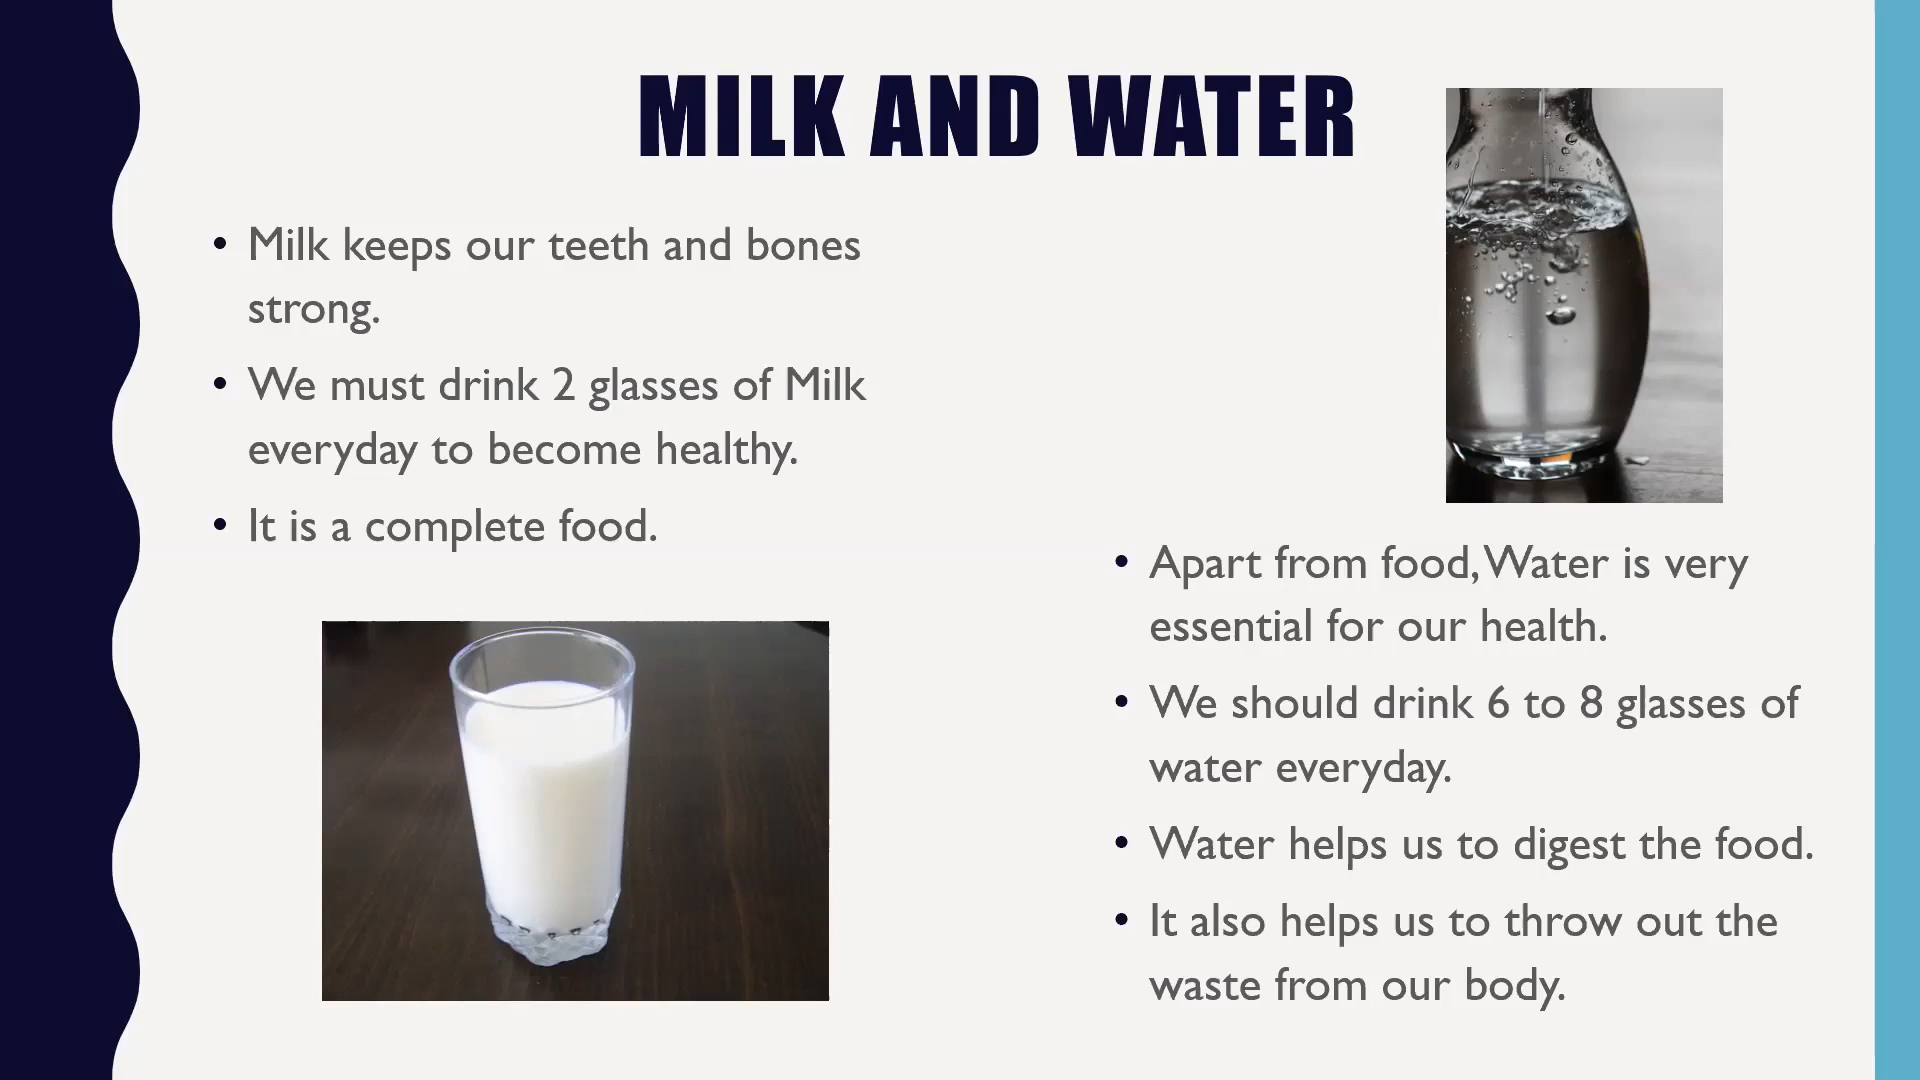 MILK AND WATER
• Milk keeps our teeth and bones
strong.
• We must drink 2 glasses of Milk
everyday to become healthy.
• It is a complete food.
• Apart from food, Water is very
essential for our health.
• We should drink 6 to 8 glasses of
water everyday.
• Water helps us to digest the food.
• It also helps us to throw out the
waste from our body.